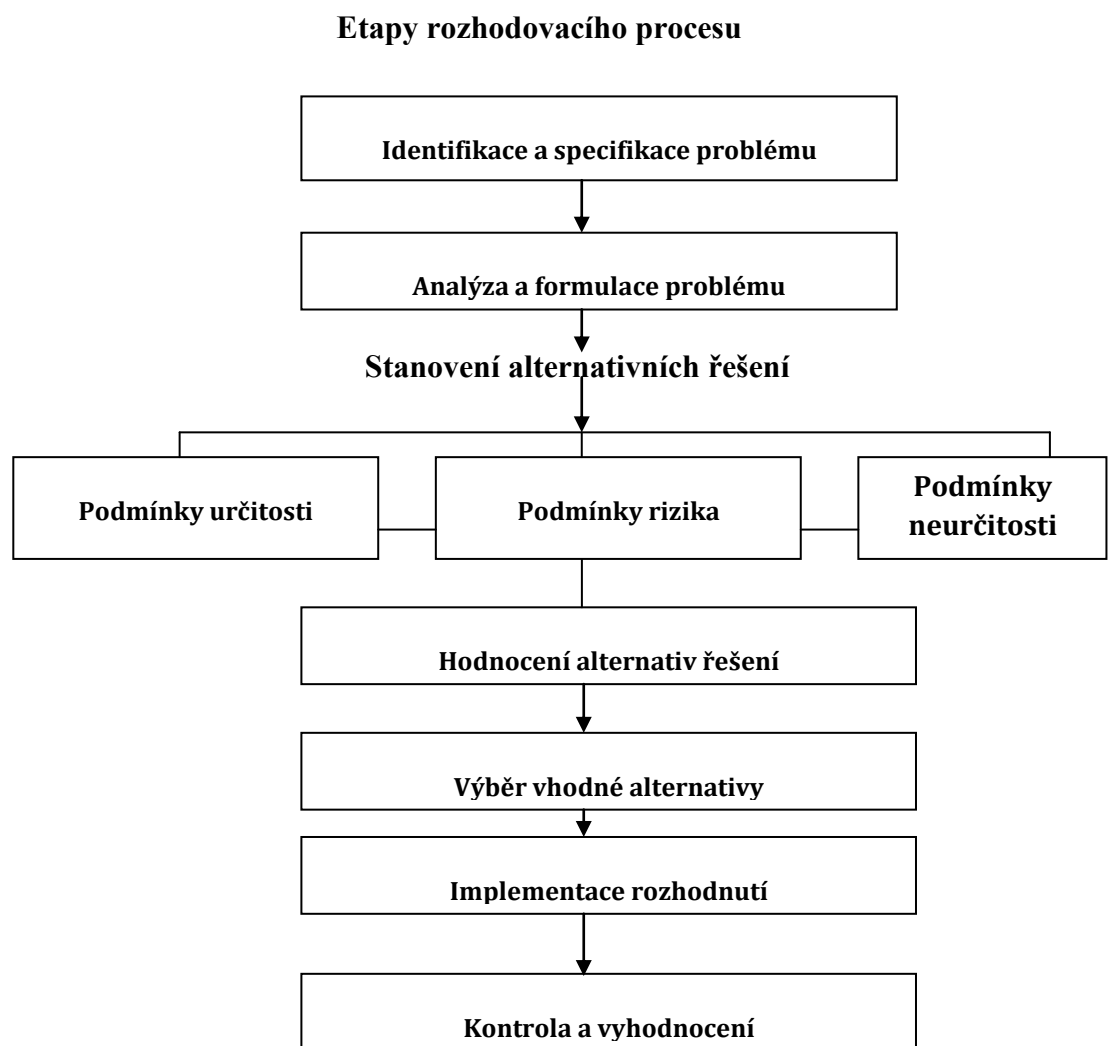 Etapy rozhodovacího procesu
Identifikace a specifikace problému
Analýza a formulace problému
Stanovení alternativních řešení
Podmínky určitosti
Podmínky rizika
Podmínky
neurčitosti
Hodnocení alternativ řešení
Výběr vhodné alternativy
Implementace rozhodnutí
Kontrola a vyhodnocení